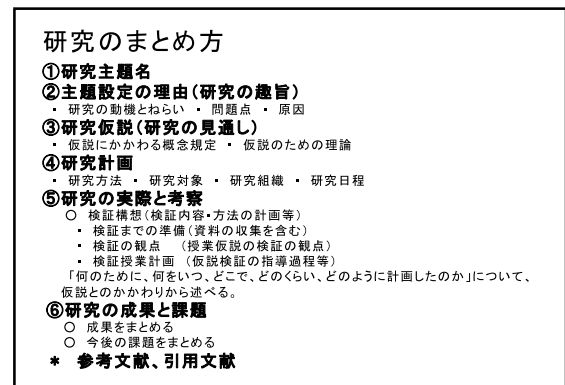 研究のまとめ方
①研究主題名
②主題設定の理由(研究の趣旨)
・ 研究の動機とねらい ・ 問題点 ・ 原因
③研究仮説(研究の見通し)
・ 仮説にかかわる概念規定 ・ 仮説のための理論
④研究計画
・ 研究方法 ・ 研究対象 ・ 研究組織 ・ 研究日程
⑤研究の実際と考察
○ 検証構想(検証内容・方法の計画等)
・ 検証までの準備(資料の収集を含む)
・ 検証の観点 (授業仮説の検証の観点)
・ 検証授業計画 (仮説検証の指導過程等)
「何のために、何をいつ、どこで、どのくらい、どのように計画したのか」について、
仮説とのかかわりから述べる。
⑥研究の成果と課題
○ 成果をまとめる
○ 今後の課題をまとめる
* 参考文献、引用文献